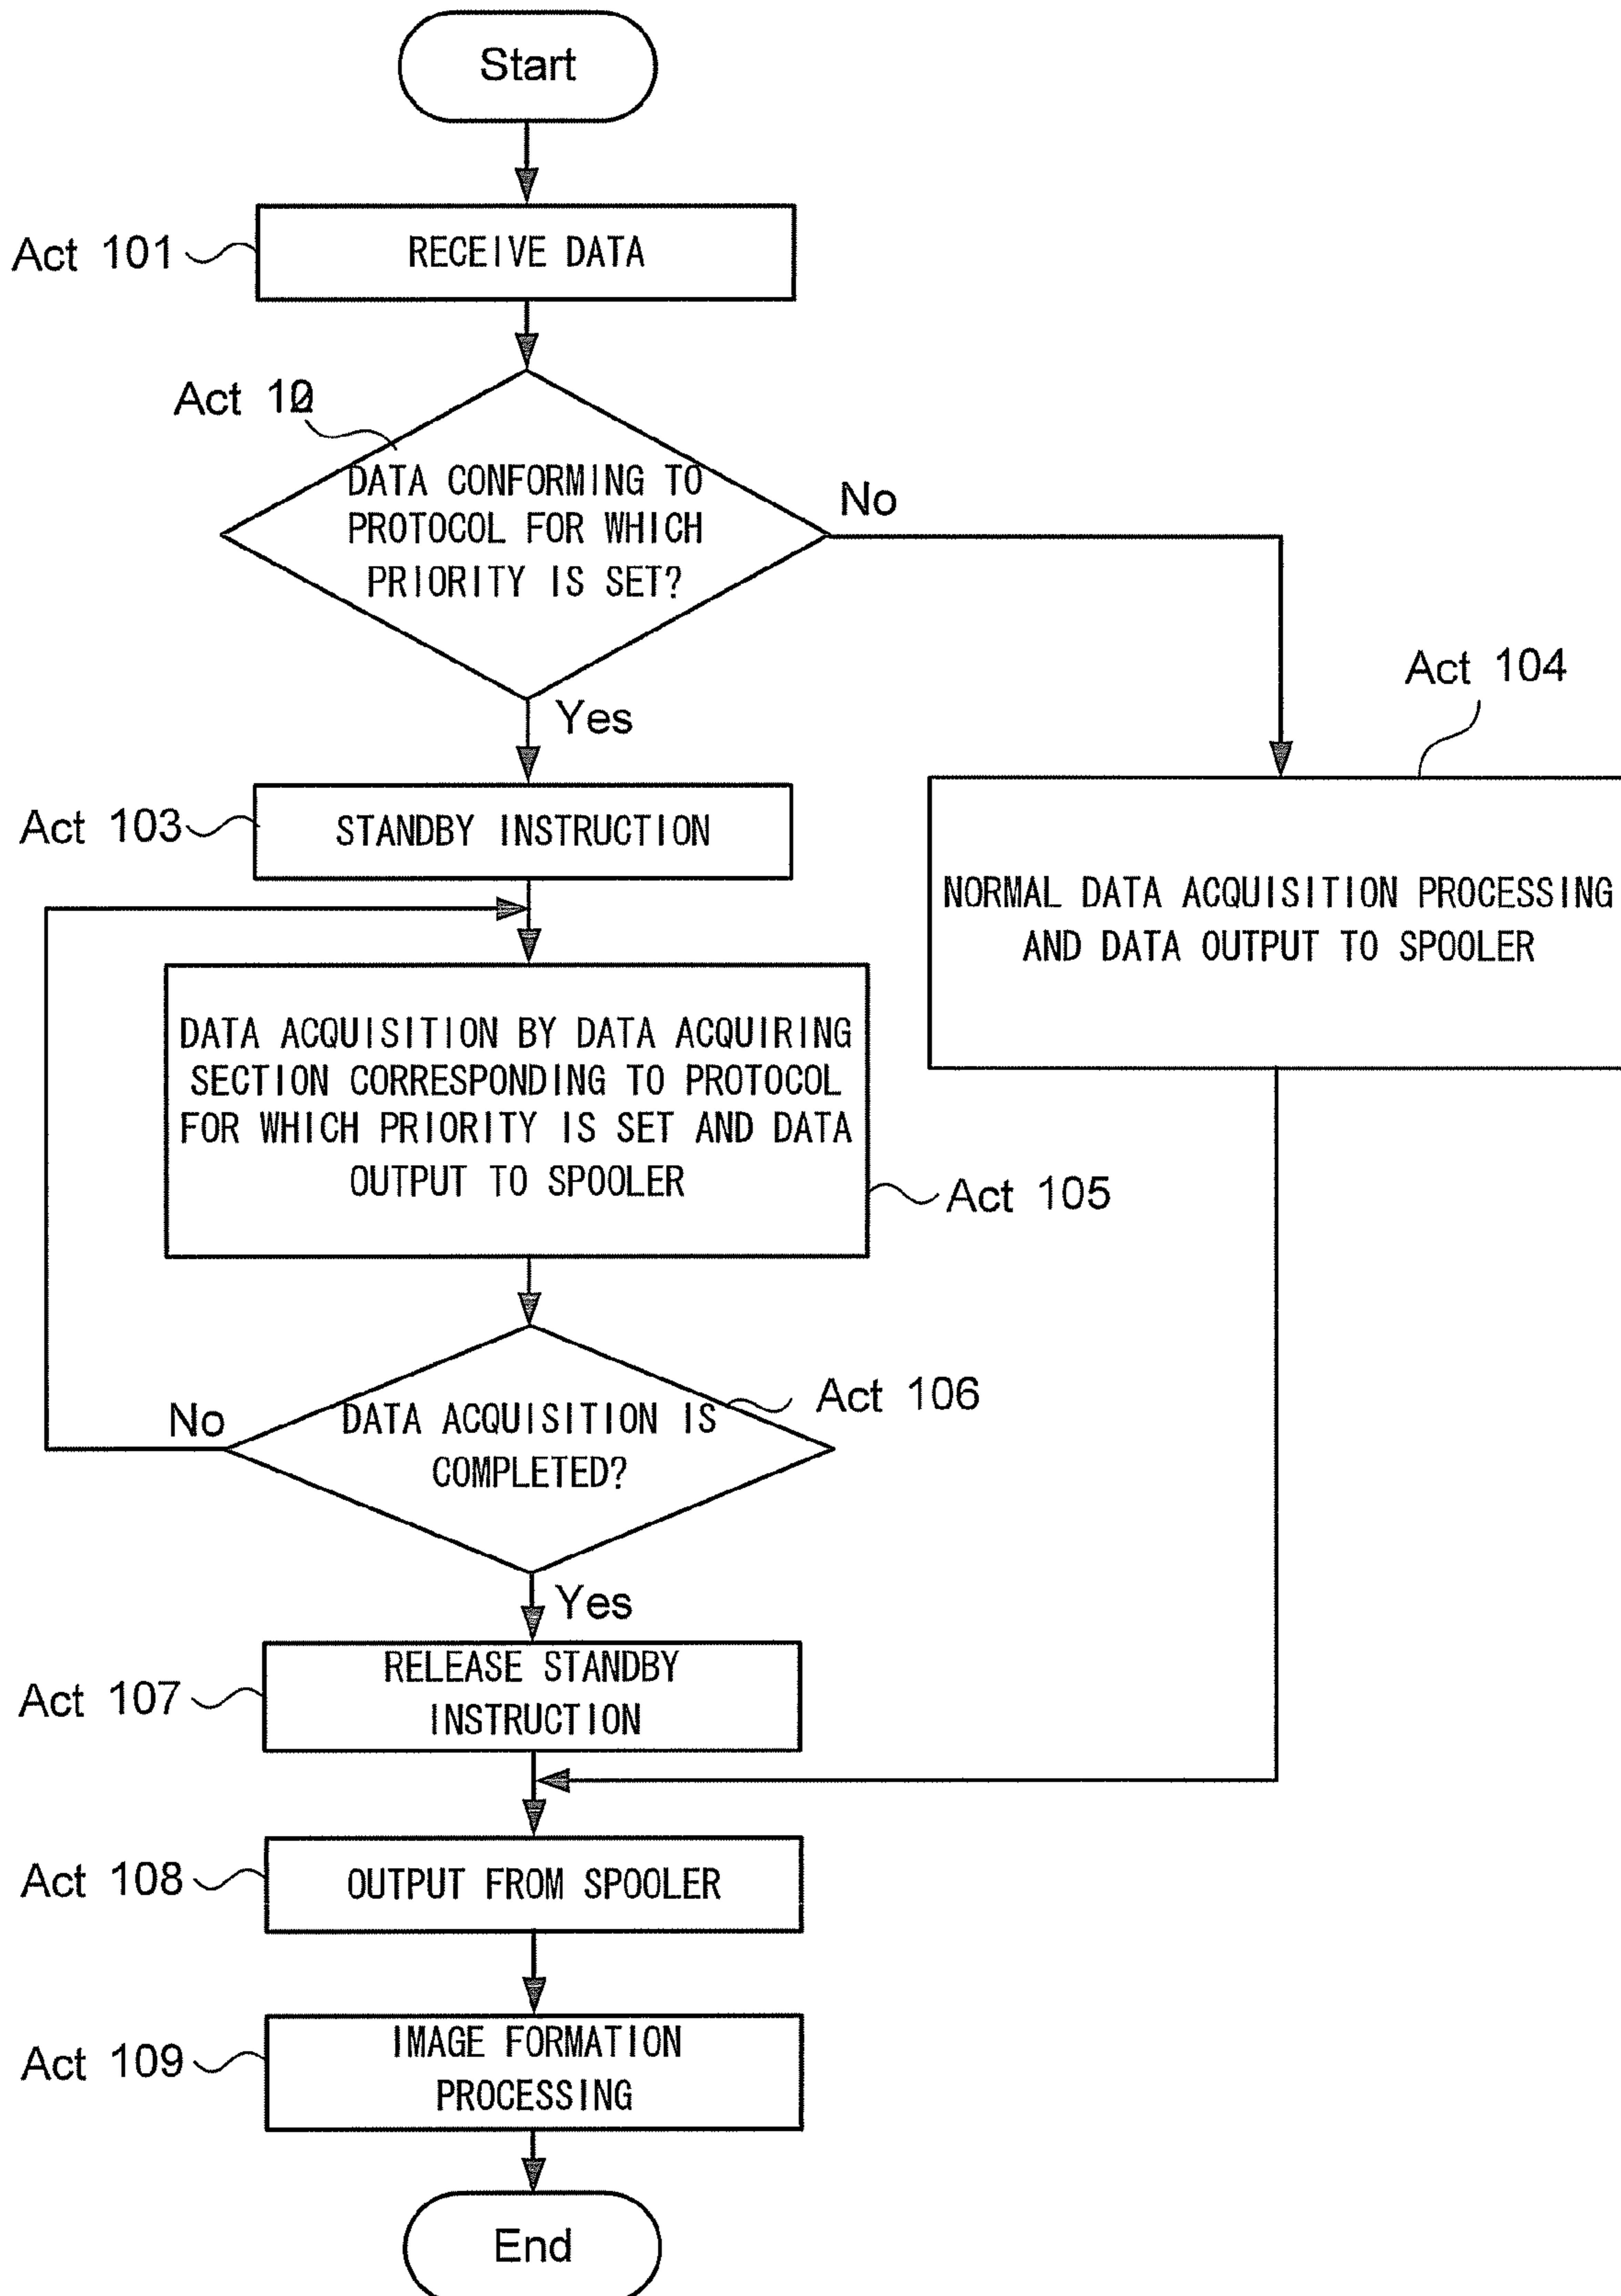 Start
Act 101
RECEIVE DATA
Act 10
DATA CONFORMING TO
PROTOCOL FOR WHICH
PRIORITY IS SET?
No
Yes
Act 104
NORMAL DATA ACQUISITION PROCESSING
AND DATA OUTPUT TO SPOOLER
Act 103
STANDBY INSTRUCTION
DATA ACQUISITION BY DATA ACQUIRING
SECTION CORRESPONDING TO PROTOCOL
FOR WHICH PRIORITY IS SET AND DATA
OUTPUT TO SPOOLER
Act 105
Act 106
DATA ACQUISITION IS
COMPLETED?
No
Yes
Act 107
RELEASE STANDBY
INSTRUCTION
Act 108
OUTPUT FROM SPOOLER
Act 109
IMAGE FORMATION
PROCESSING
End